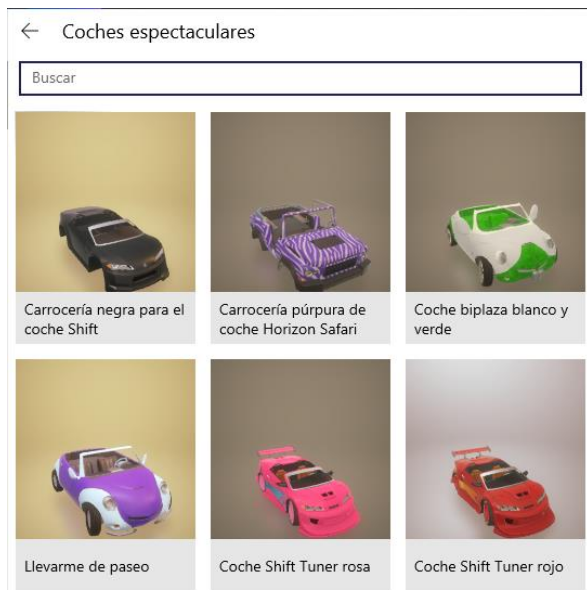 Coches espectaculares
Buscar
Carrocería negra para el
coche Shift
Carrocería púrpura de
coche Horizon Safari
Coche biplaza blanco y
verde
Llevarme de paseo
Coche Shift Tuner rosa
Coche Shift Tuner rojo